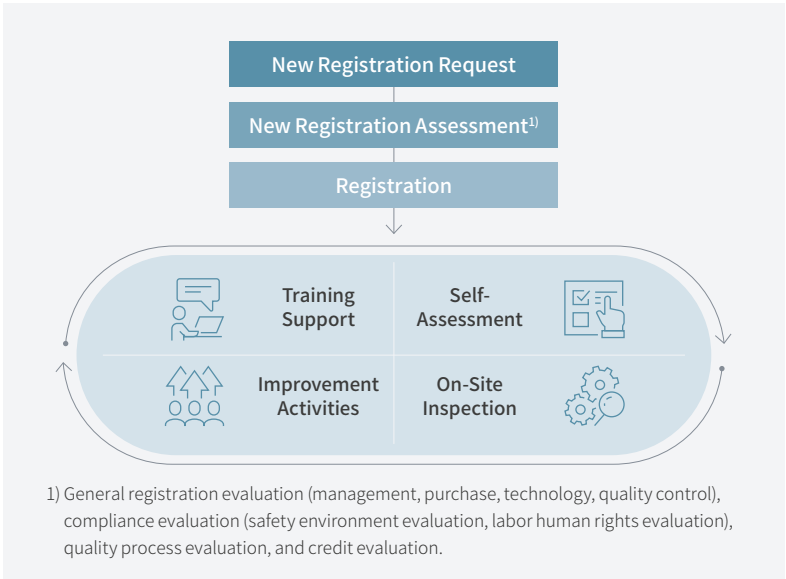 New Registration Request
New Registration Assessment1)
Registration
Training
Support
Self-
Assessment
Improvement
Activities
On-Site
Inspection
1) General registration evaluation (management, purchase, technology, quality control),
compliance evaluation (safety environment evaluation, labor human rights evaluation),
quality process evaluation, and credit evaluation.